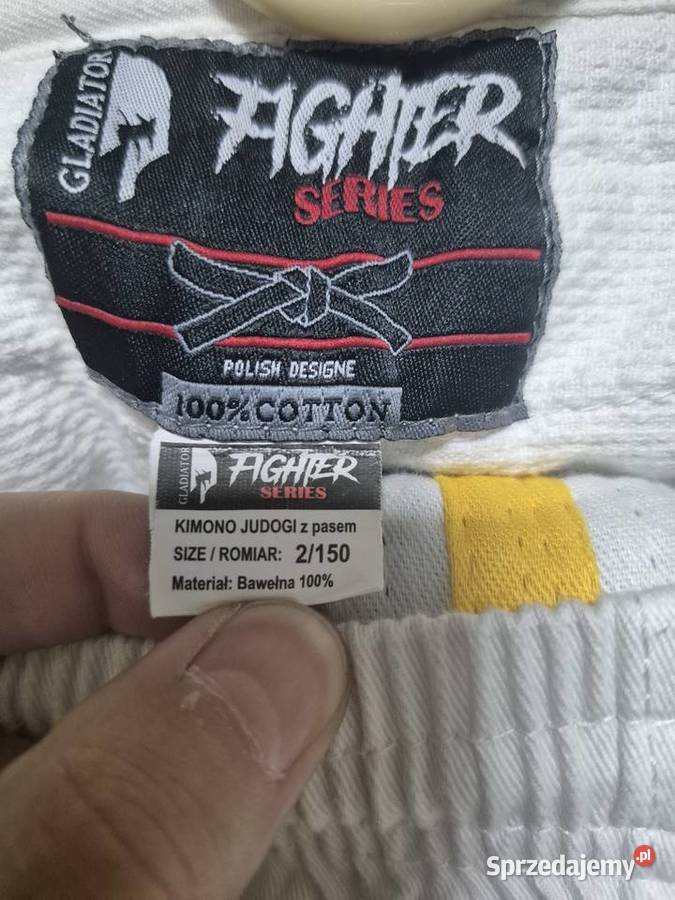 GLADIATOR
FIGHTER
SERIES
POLISH DESIGNE
100% COTTON
GLADIATOR
FIGHTER
SERIES
KIMONO JUDOGI z pasem
SIZE / ROMIAR: 2/150
Materiał: Bawełna 100%
Sprzedajemy.pl